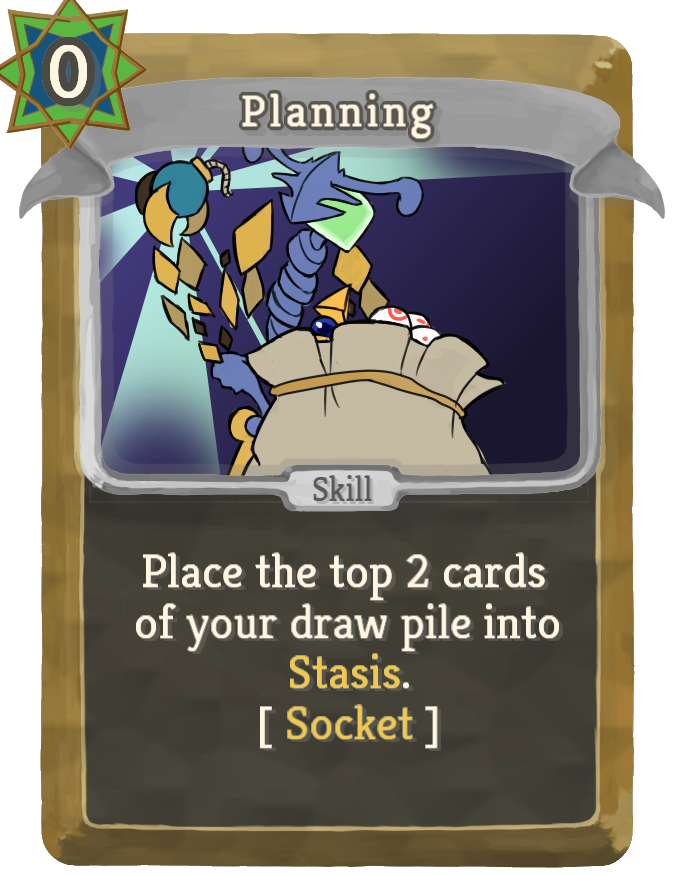 0
Planning
Skill
Place the top 2 cards
of your draw pile into
Stasis.
[ Socket ]